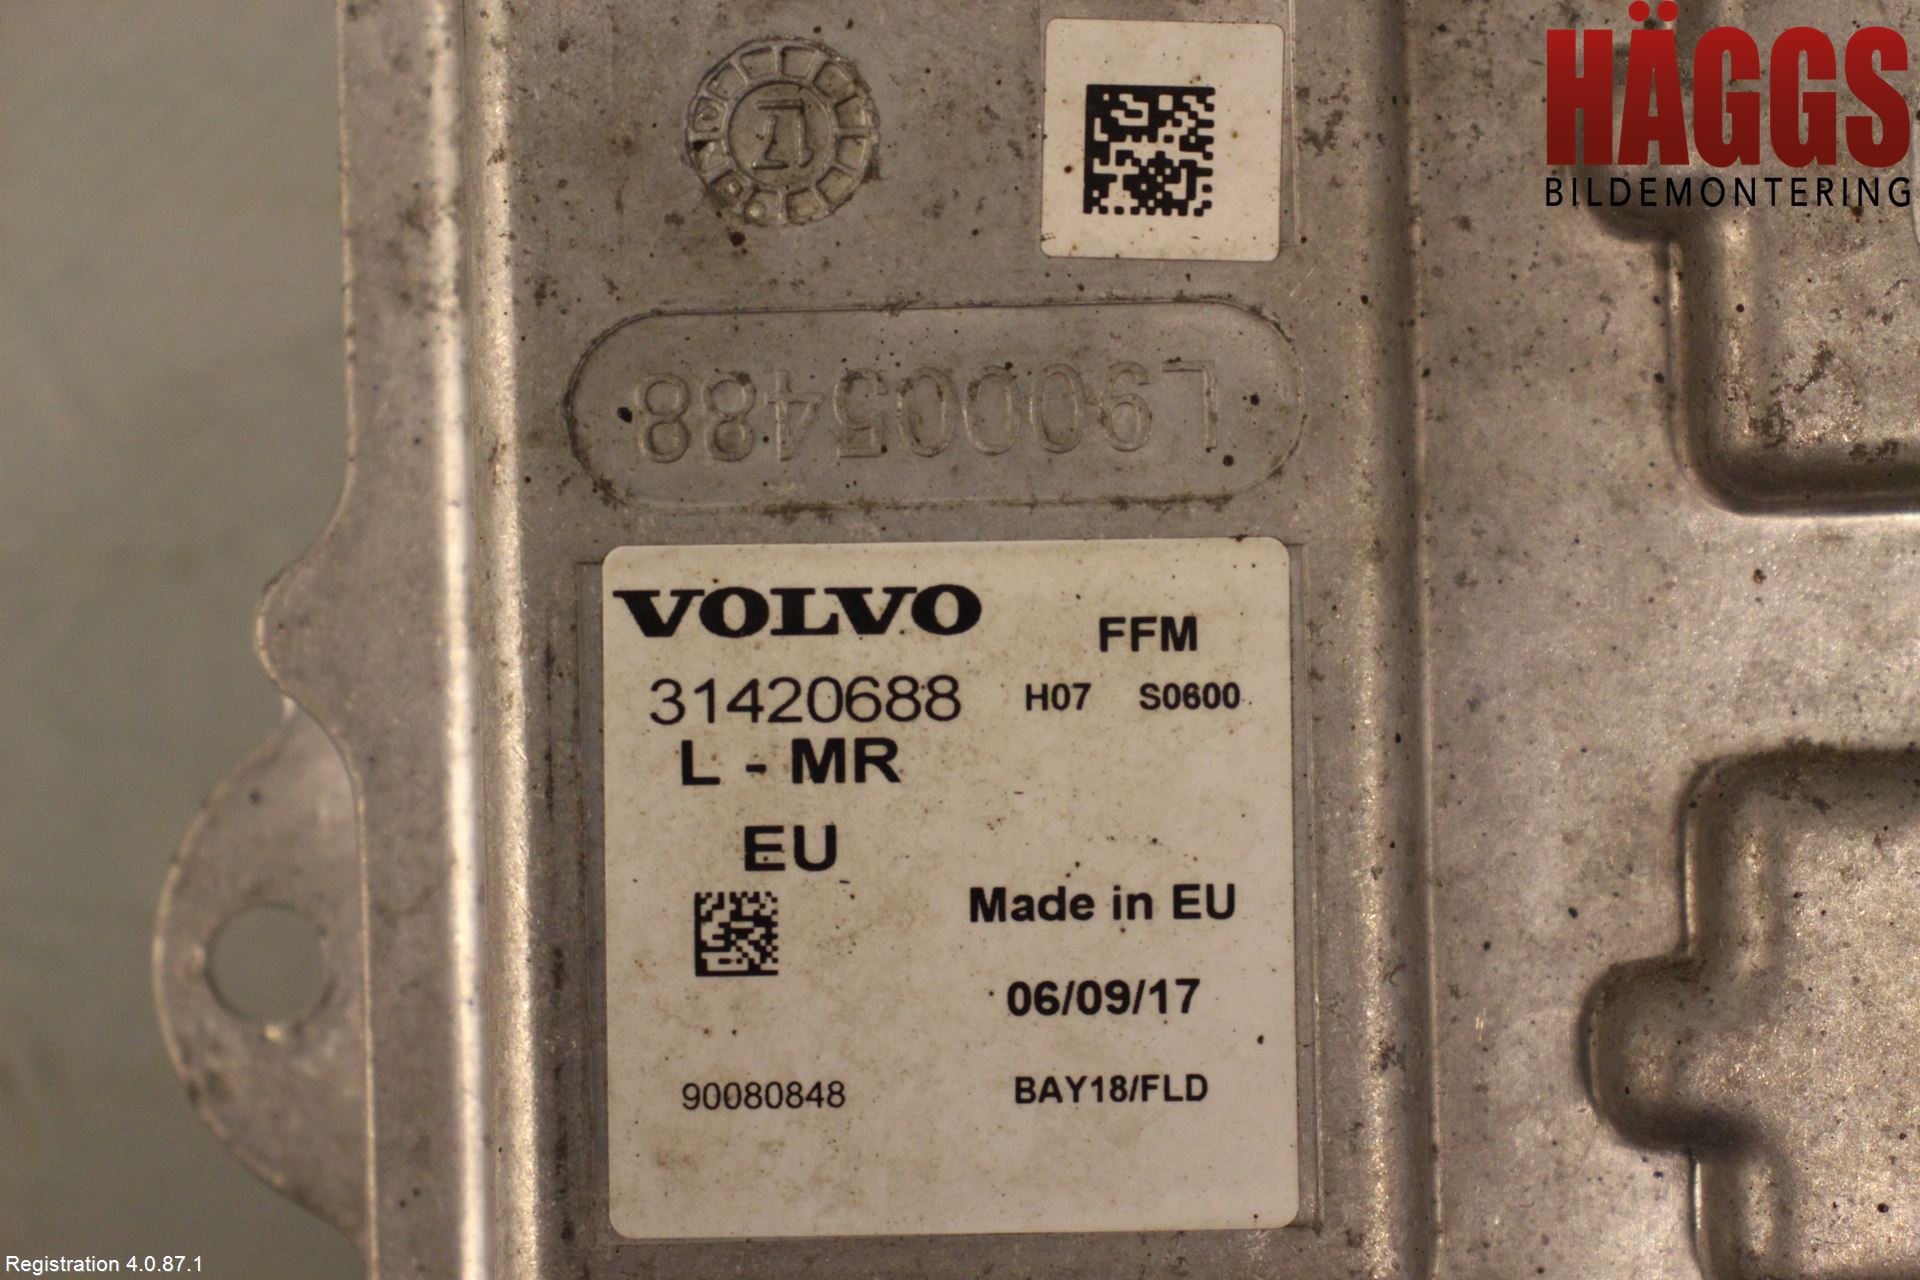 HÄGGS
BILDEMONTERING
17
L90005488
VOLVO
FFM
31420688 H07 S0600
L - MR
EU
Made in EU
06/09/17
90080848 BAY18/FLD
Registration 4.0.87.1